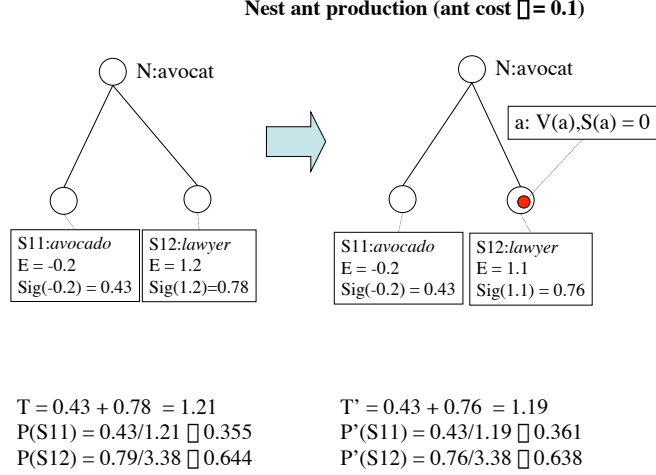 Nest ant production (ant cost = 0.1)
N:avocat
N:avocat
a: V(a),S(a) = 0
S11:avocado
E = -0.2
Sig(-0.2) = 0.43
S12:lawyer
E = 1.2
Sig(1.2)=0.78
S11:avocado
E = -0.2
Sig(-0.2) = 0.43
S12:lawyer
E = 1.1
Sig(1.1) = 0.76
T = 0.43 + 0.78 = 1.21
P(S11) = 0.43/1.21 0.355
P(S12) = 0.79/3.38 0.644
T’ = 0.43 + 0.76 = 1.19
P’(S11) = 0.43/1.19 0.361
P’(S12) = 0.76/3.38 0.638